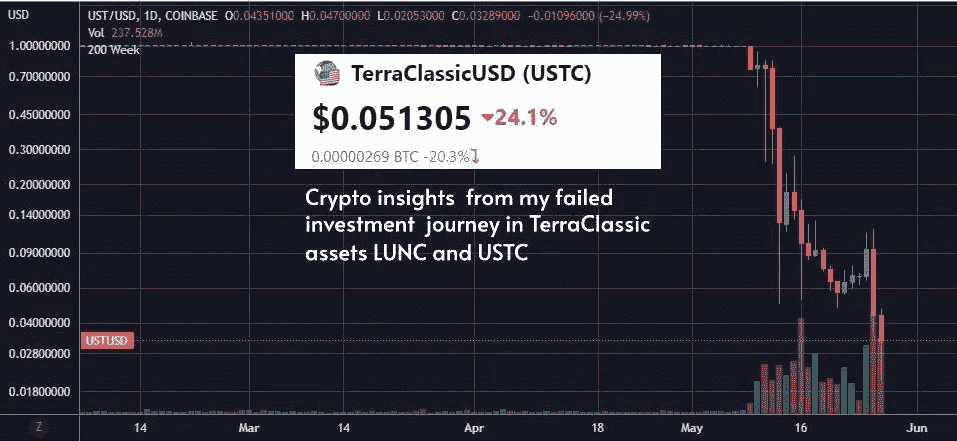 USD
UST/USD, 1D, COINBASE O0.04351000 H0.04700000 L0.02053000 C0.03289000 -0.01096000 (-24.99%)
Vol 237.528M
200 Week
1.00000000
0.70000000
0.45000000
0.30000000
0.20000000
0.14000000
0.09000000
0.06000000
0.04000000
0.02800000
0.01800000
TerraClassicUSD (USTC)
$0.051305 24.1%
0.00000269 BTC -20.3%
Crypto insights from my failed
investment journey in TerraClassic
assets LUNC and USTC
USTUSD
Z 14 Mar 14 Apr 18 May 16 Jun